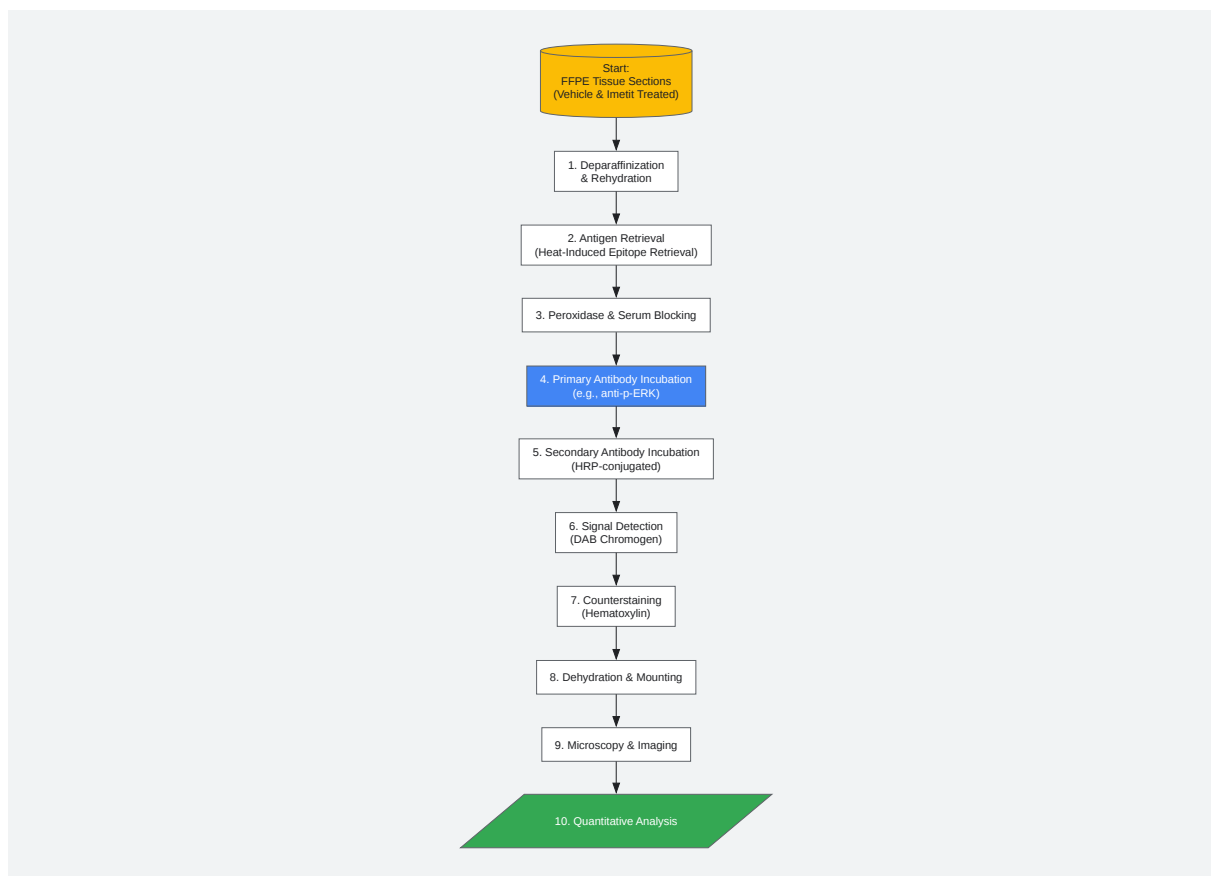 Start:
FFPE Tissue Sections
(Vehicle & Imetit Treated)
1. Deparaffinization
& Rehydration
2. Antigen Retrieval
(Heat-Induced Epitope Retrieval)
3. Peroxidase & Serum Blocking
4. Primary Antibody Incubation
(e.g., anti-p-ERK)
5. Secondary Antibody Incubation
(HRP-conjugated)
6. Signal Detection
(DAB Chromogen)
7. Counterstaining
(Hematoxylin)
8. Dehydration & Mounting
9. Microscopy & Imaging
10. Quantitative Analysis